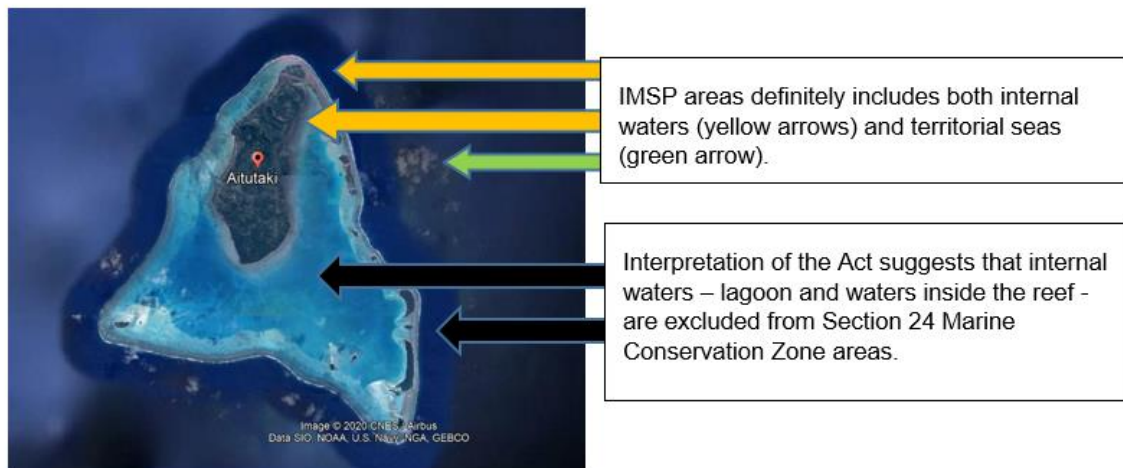 Aitutaki
Image © 2020 CNES / Airbus
Data SIO, NOAA, U.S. Navy, NGA, GEBCO
IMSP areas definitely includes both internal
waters (yellow arrows) and territorial seas
(green arrow).
Interpretation of the Act suggests that internal
waters – lagoon and waters inside the reef -
are excluded from Section 24 Marine
Conservation Zone areas.